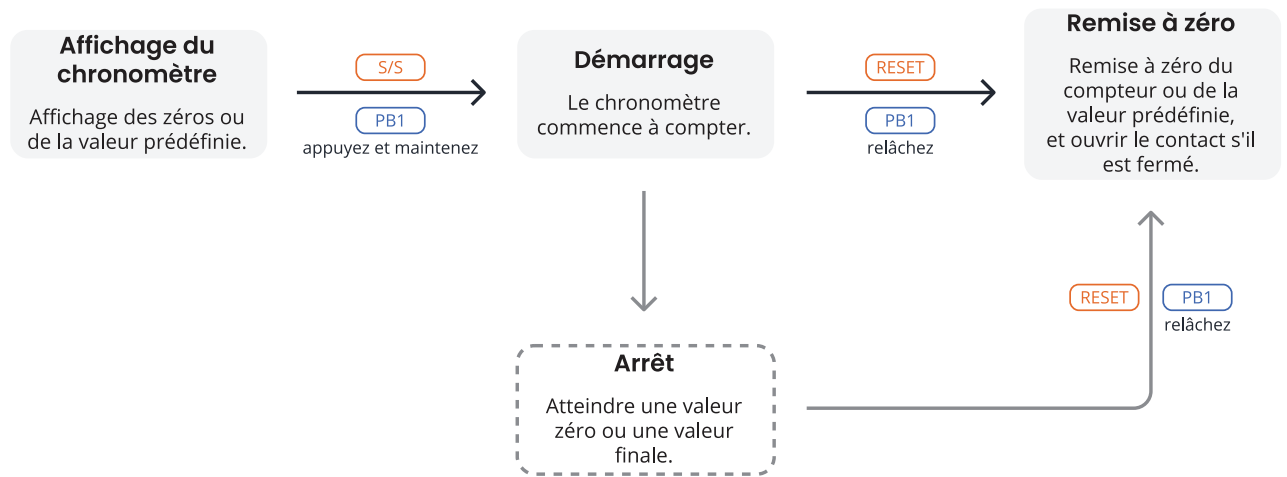 Affichage du
chronomètre
Affichage des zéros ou
de la valeur prédéfinie.
S/S
PB1
appuyez et maintenez
Démarrage
Le chronomètre
commence à compter.
RESET
PB1
relâchez
Remise à zéro
Remise à zéro du
compteur ou de la
valeur prédéfinie,
et ouvrir le contact s'il
est fermé.
Arrêt
Atteindre une valeur
zéro ou une valeur
finale.
RESET
PB1
relâchez